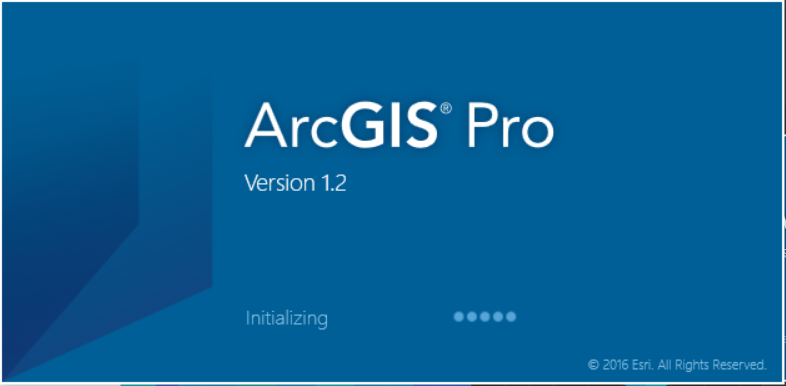 ArcGIS® Pro
Version 1.2
Initializing
© 2016 Esri. All Rights Reserved.